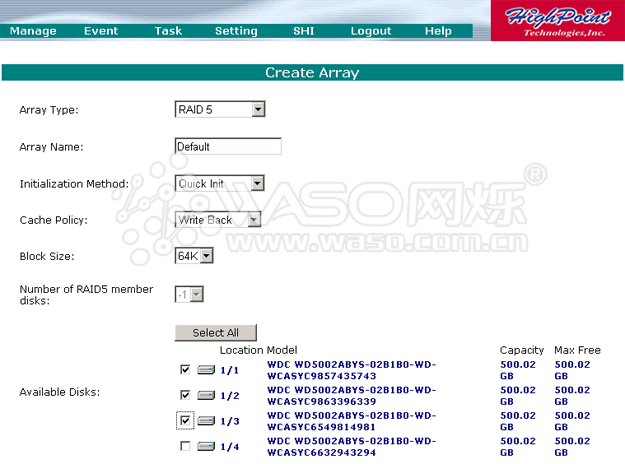 HighPoint
Technologies,Inc.
Manage Event Task Setting SHI Logout Help
Create Array
Array Type: RAID 5
Array Name: Default
Initialization Method: Quick Init
Cache Policy: Write Back
WASO网烁®
www.waso.com.cn
Block Size: 64K
Number of RAID5 member
disks: -1
Select All
Location Model Capacity Max Free
1/1 WDC WD5002ABYS-02B1B0-WD- 500.02 500.02
WCASYC9857435743 GB GB
Available Disks:
1/2 WDC WD5002ABYS-02B1B0-WD- 500.02 500.02
WCASYC9863396339 GB GB
1/3 WDC WD5002ABYS-02B1B0-WD- 500.02 500.02
WCASYC6549814981 GB GB
1/4 WDC WD5002ABYS-02B1B0-WD- 500.02 500.02
WCASYC6632943294 GB GB